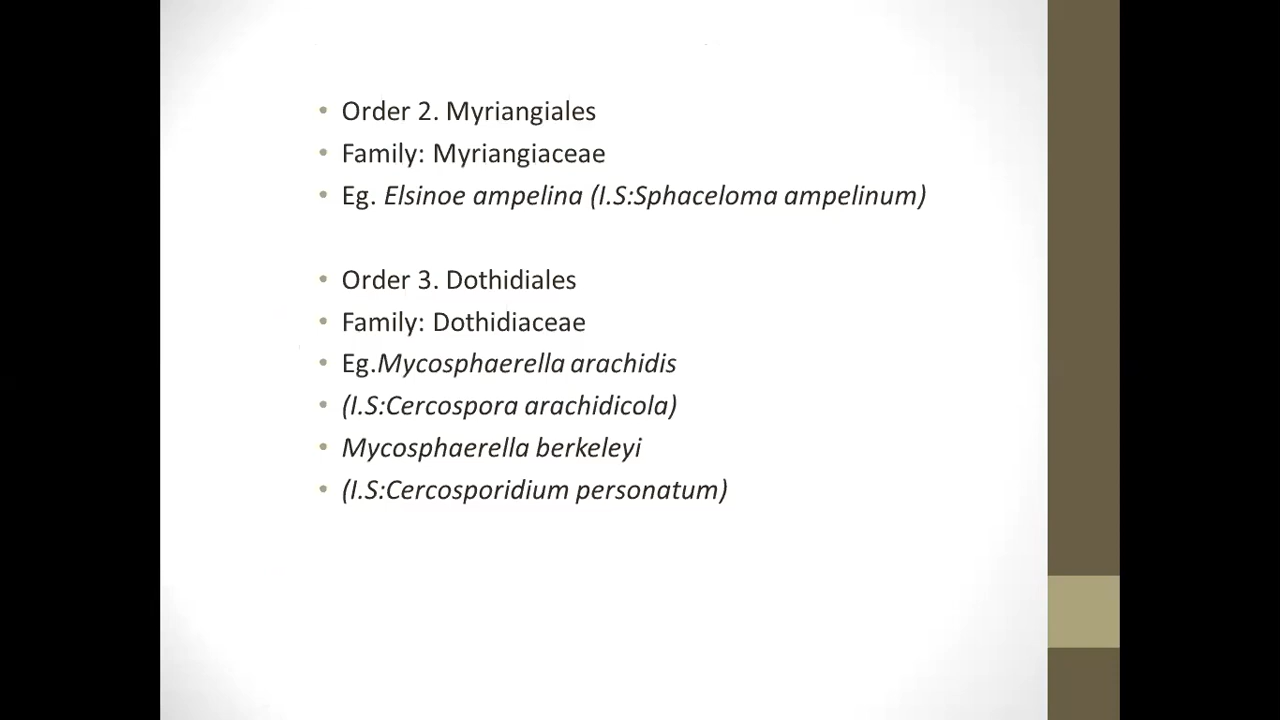 • Order 2. Myriangiales
• Family: Myriangiaceae
• Eg. Elsinoe ampelina (I.S:Sphaceloma ampelinum)
• Order 3. Dothidiales
• Family: Dothidiaceae
• Eg.Mycosphaerella arachidis
• (I.S:Cercospora arachidicola)
• Mycosphaerella berkeleyi
• (I.S:Cercosporidium personatum)